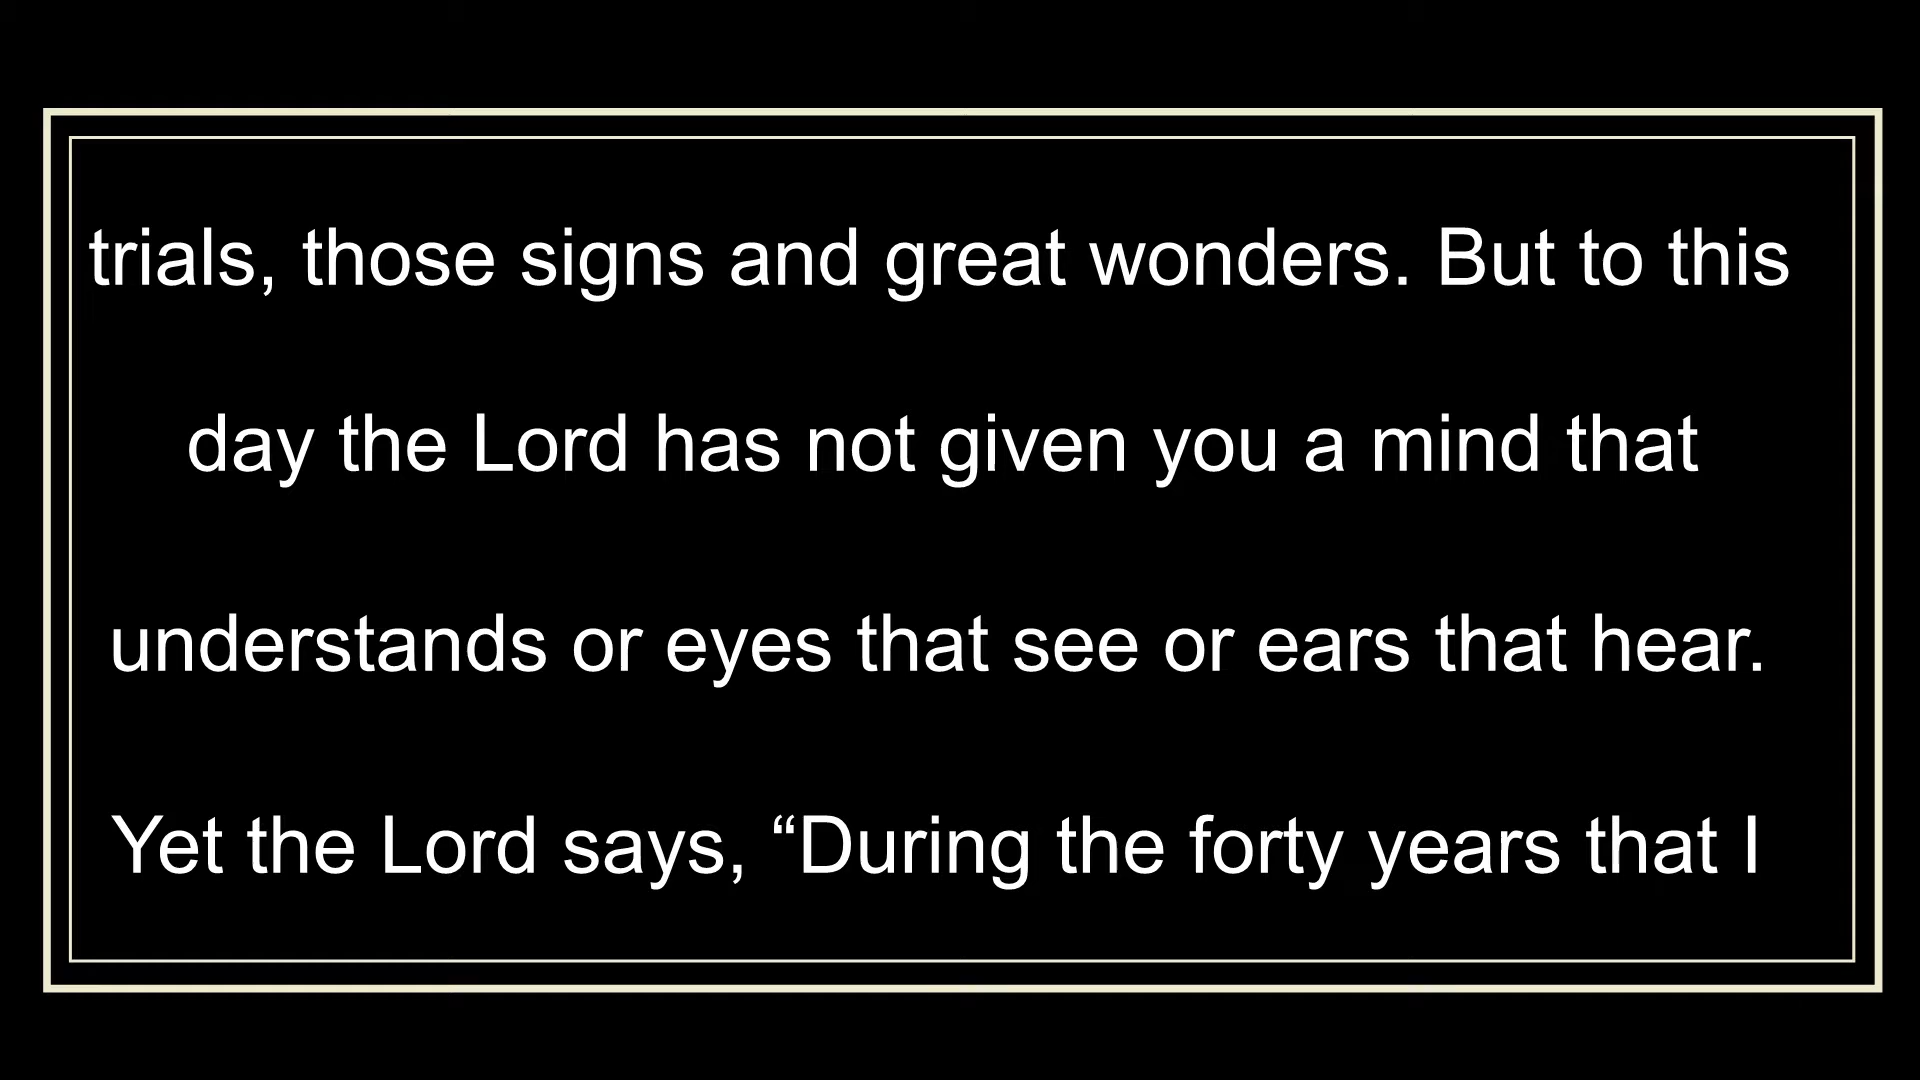 trials, those signs and great wonders. But to this
day the Lord has not given you a mind that
understands or eyes that see or ears that hear.
Yet the Lord says, “During the forty years that I